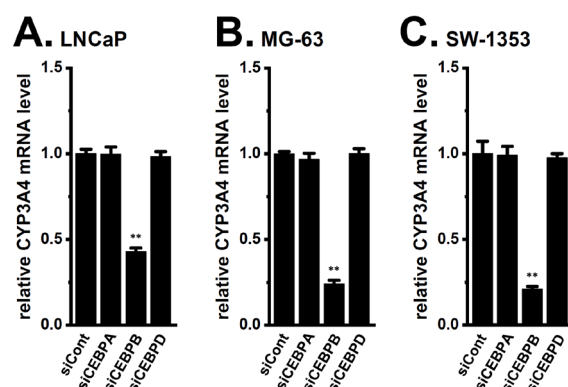 A. LNCaP
relative CYP3A4 mRNA level
1.5
1.0
0.5
0.0
**
siCont
siCEBPA
siCEBPB
siCEBPD
B. MG-63
relative CYP3A4 mRNA level
1.5
1.0
0.5
0.0
**
siCont
siCEBPA
siCEBPB
siCEBPD
C. SW-1353
relative CYP3A4 mRNA level
1.5
1.0
0.5
0.0
**
siCont
siCEBPA
siCEBPB
siCEBPD